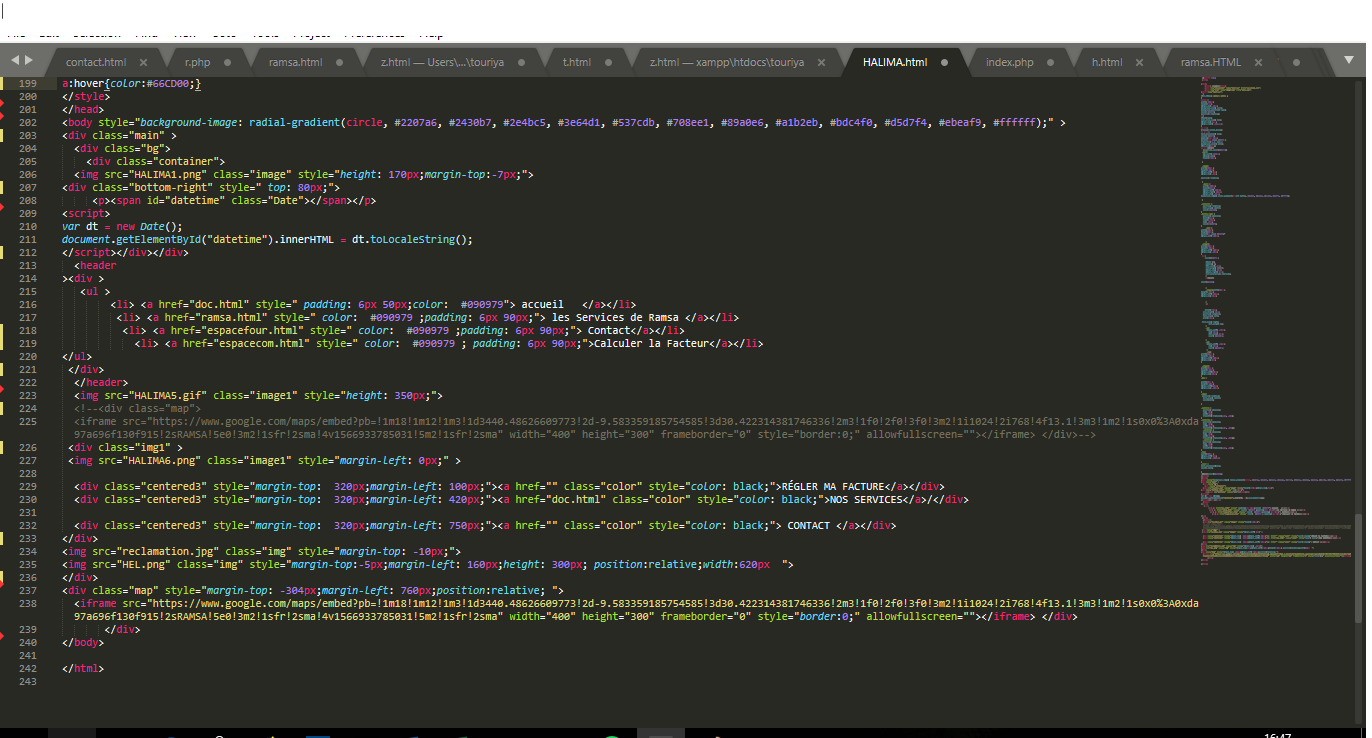 contact.html r.php ramsa.html z.html — Users\...\touriya t.html z.html — xampp\htdocs\touriya HALIMA.html index.php h.html ramsa.HTML
199 a:hover{color:#66CD00;}
200 </style>
201 </head>
202 <body style="background-image: radial-gradient(circle, #2207a6, #2430b7, #2e4bc5, #3e64d1, #537cdb, #708ee1, #89a0e6, #a1b2eb, #bdc4f0, #d5d7f4, #ebeaf9, #ffffff);" >
203 <div class="main" >
204 <div class="bg">
205 <div class="container">
206 <img src="HALIMA1.png" class="image" style="height: 170px;margin-top:-7px;">
207 <div class="bottom-right" style=" top: 80px;">
208 <p><span id="datetime" class="Date"></span></p>
209 <script>
210 var dt = new Date();
211 document.getElementById("datetime").innerHTML = dt.toLocaleString();
212 </script></div></div>
213 <header
214 ><div >
215 <ul >
216 <li> <a href="doc.html" style=" padding: 6px 50px;color:  #090979"> accueil   </a></li>
217 <li> <a href="ramsa.html" style=" color:  #090979 ;padding: 6px 90px;"> les Services de Ramsa </a></li>
218 <li> <a href="espacefour.html" style=" color:  #090979 ;padding: 6px 90px;"> Contact</a></li>
219 <li> <a href="espacecom.html" style=" color:  #090979 ; padding: 6px 90px;">Calculer la Facteur</a></li>
220 </ul>
221 </div>
222 </header>
223 <img src="HALIMA5.gif" class="image1" style="height: 350px;">
224 <!--<div class="map">
225 <iframe src="https://www.google.com/maps/embed?pb=!1m18!1m12!1m3!1d3440.48626609773!2d-9.583359185754585!3d30.422314381746336!2m3!1f0!2f0!3f0!3m2!1i1024!2i768!4f13.1!3m3!1m2!1s0x0%3A0xda
97a696f130f915!2sRAMSA!5e0!3m2!1sfr!2sma!4v1566933785031!5m2!1sfr!2sma" width="400" height="300" frameborder="0" style="border:0;" allowfullscreen=""></iframe> </div>-->
226 <div class="img1" >
227 <img src="HALIMA6.png" class="image1" style="margin-left: 0px;" >
228
229 <div class="centered3" style="margin-top:  320px;margin-left: 100px;"><a href="" class="color" style="color: black;">RÉGLER MA FACTURE</a></div>
230 <div class="centered3" style="margin-top:  320px;margin-left: 420px;"><a href="doc.html" class="color" style="color: black;">NOS SERVICES</a>/</div>
231
232 <div class="centered3" style="margin-top:  320px;margin-left: 750px;"><a href="" class="color" style="color: black;"> CONTACT </a></div>
233 </div>
234 <img src="reclamation.jpg" class="img" style="margin-top: -10px;">
235 <img src="HEL.png" class="img" style="margin-top:-5px;margin-left: 160px;height: 300px; position:relative;width:620px  ">
236 </div>
237 <div class="map" style="margin-top: -304px;margin-left: 760px;position:relative; ">
238 <iframe src="https://www.google.com/maps/embed?pb=!1m18!1m12!1m3!1d3440.48626609773!2d-9.583359185754585!3d30.422314381746336!2m3!1f0!2f0!3f0!3m2!1i1024!2i768!4f13.1!3m3!1m2!1s0x0%3A0xda
97a696f130f915!2sRAMSA!5e0!3m2!1sfr!2sma!4v1566933785031!5m2!1sfr!2sma" width="400" height="300" frameborder="0" style="border:0;" allowfullscreen=""></iframe> </div>
239 </div>
240 </body>
241
242 </html>
243